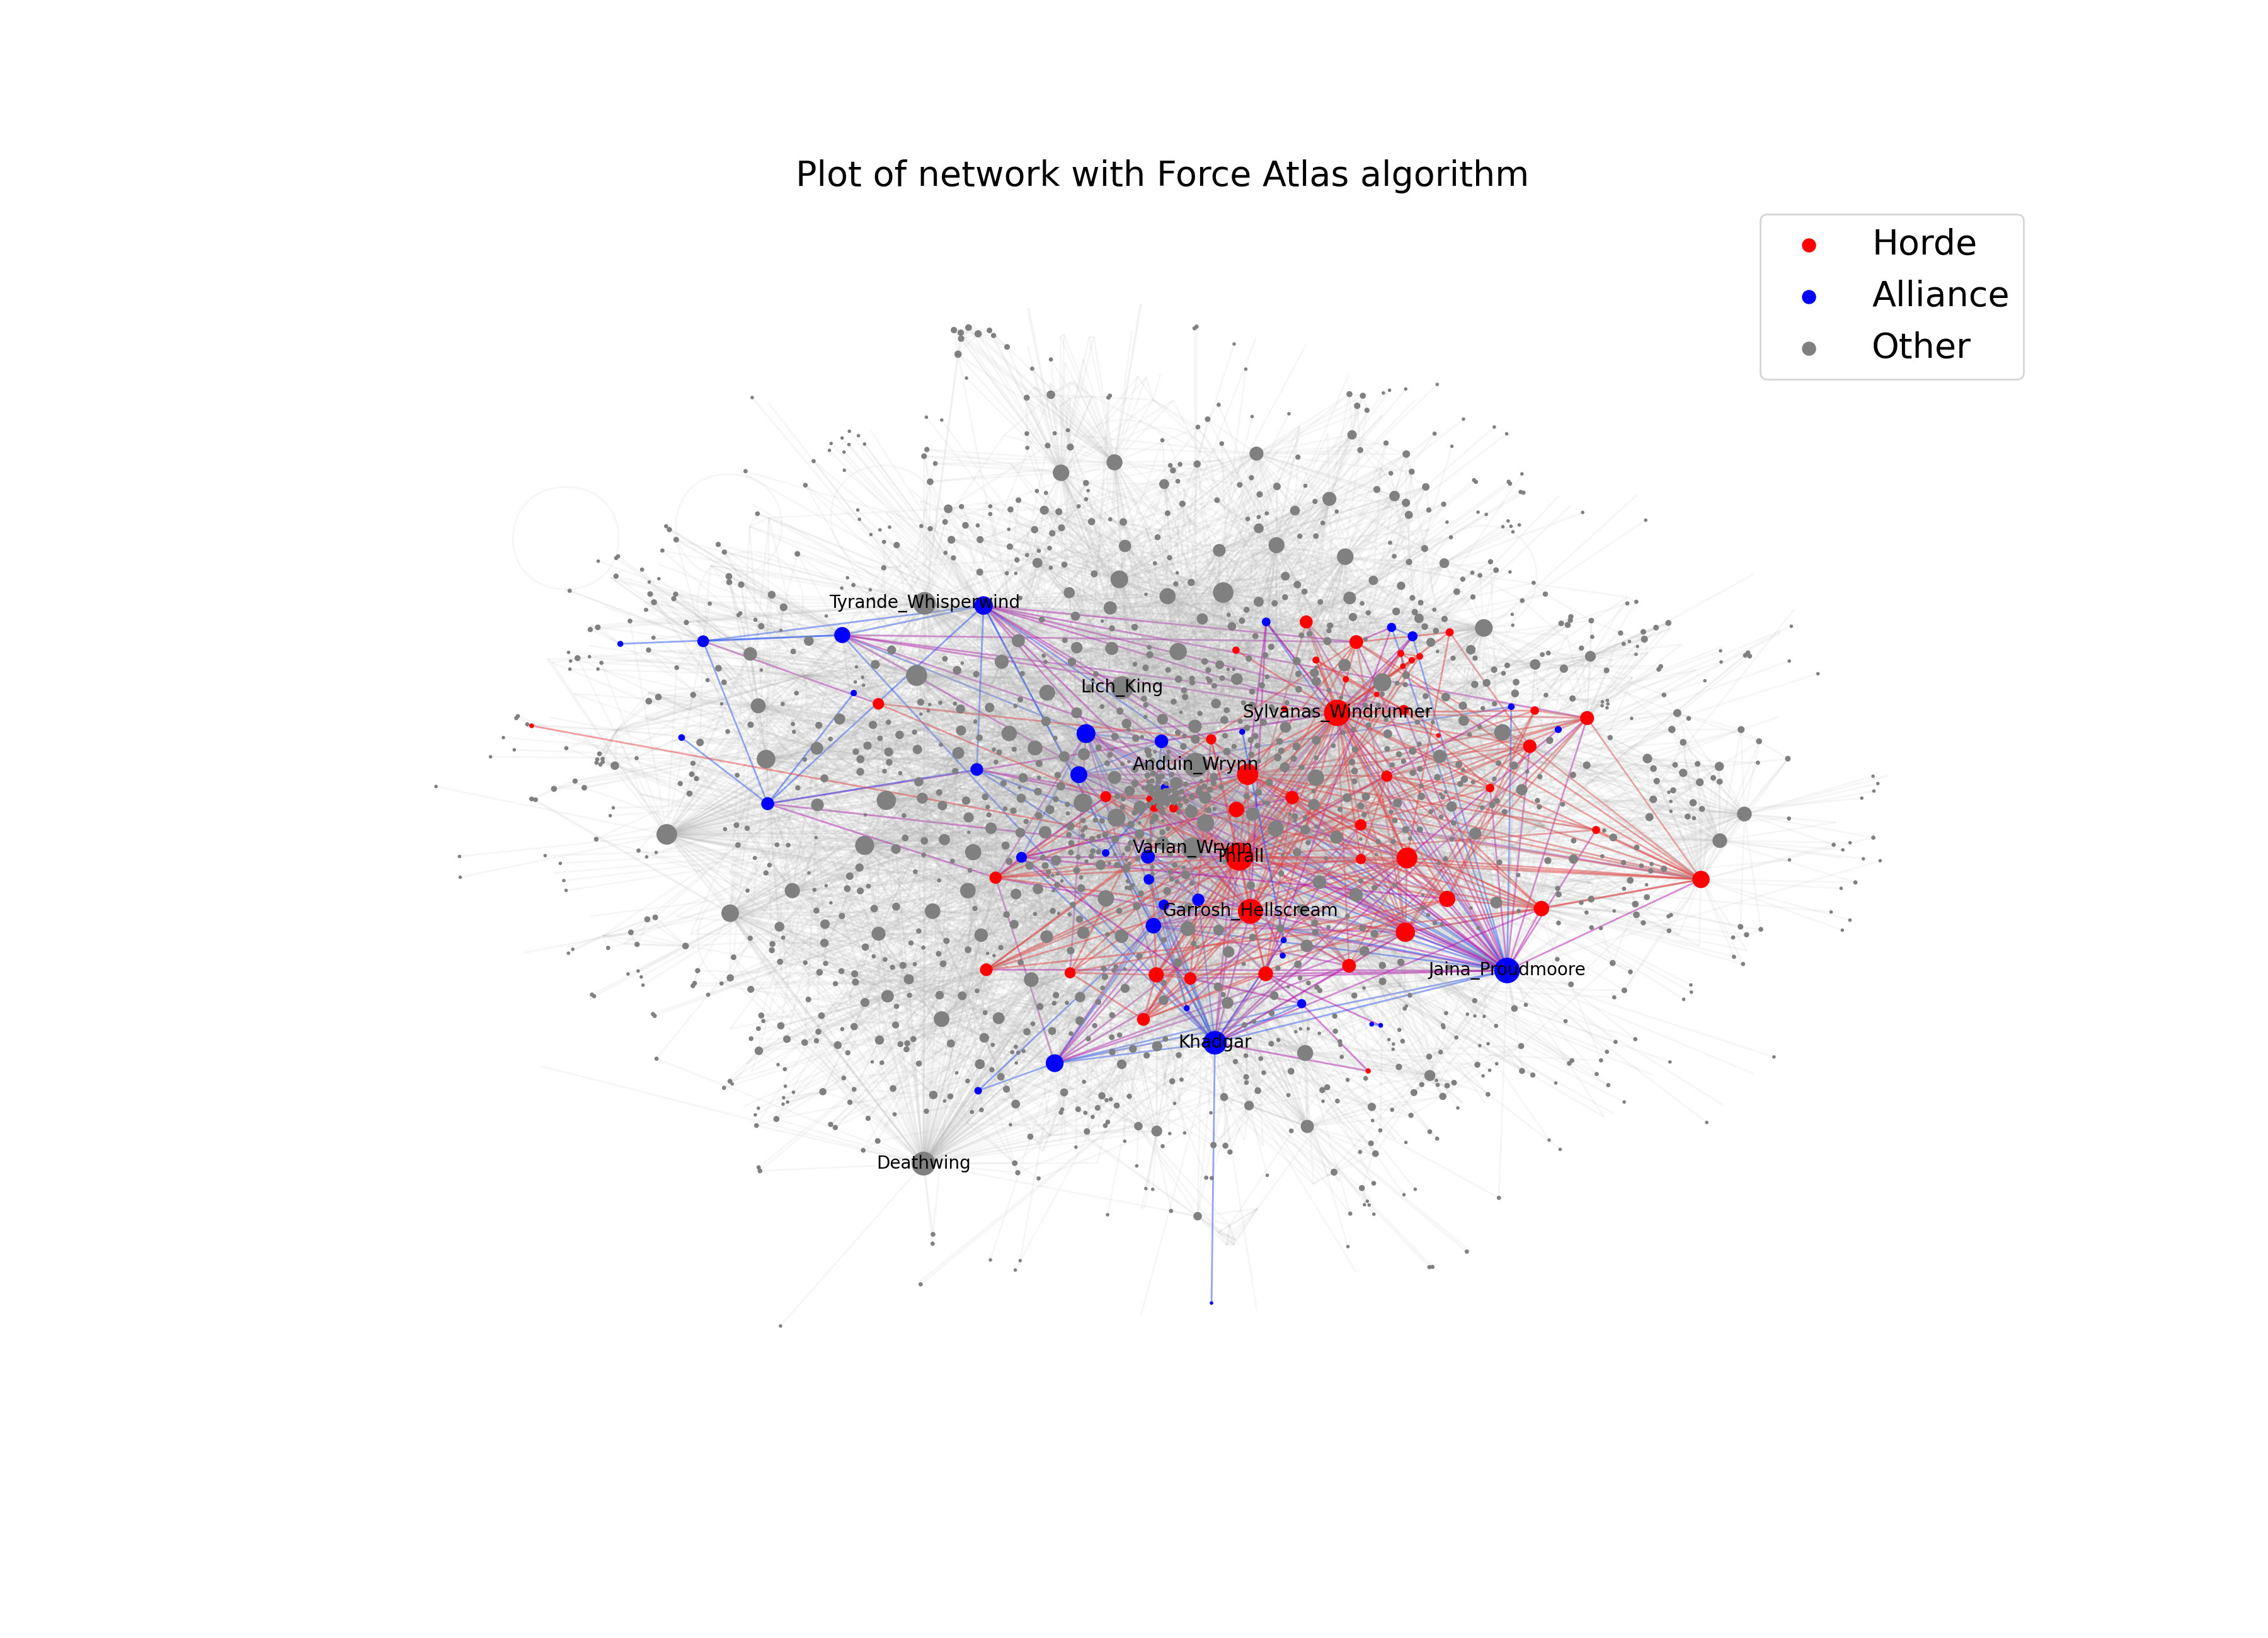 Plot of network with Force Atlas algorithm
Horde
Alliance
Other
Tyrande_Whisperwind
Lich_King
Sylvanas_Windrunner
Anduin_Wrynn
Varian_Wrynn
Thrall
Garrosh_Hellscream
Jaina_Proudmoore
Khadgar
Deathwing